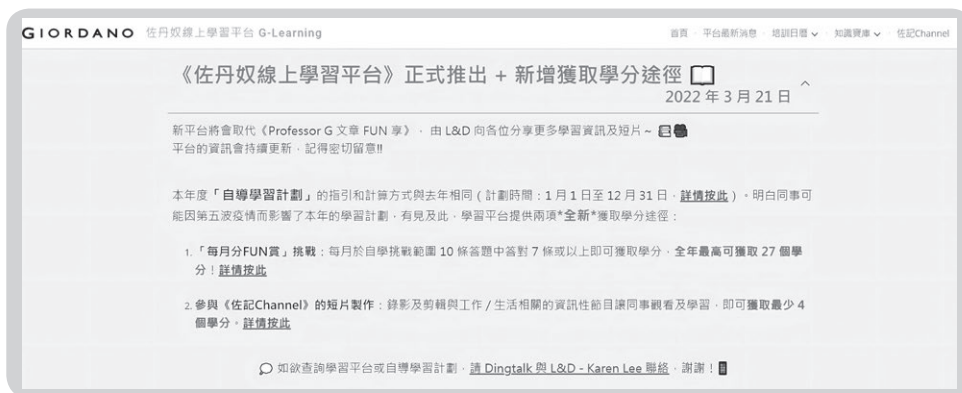 GIORDANO 佐丹奴線上學習平台 G-Learning
首頁 · 平台最新消息 · 培訓日曆 · 知識寶庫 · 佐記Channel
《佐丹奴線上學習平台》正式推出 + 新增獲取學分途徑
2022 年 3 月 21 日
新平台將會取代《Professor G 文章 FUN 享》，由 L&D 向各位分享更多學習資訊及短片~
平台的資訊會持續更新，記得密切留意!!
本年度「自導學習計劃」的指引和計算方式與去年相同 ( 計劃時間：1 月 1 日至 12 月 31 日，詳情按此 )。明白同事可
能因第五波疫情而影響了本年的學習計劃，有見及此，學習平台提供兩項*全新*獲取學分途徑：
1. 「每月分FUN賞」挑戰：每月於自學挑戰範圍 10 條答題中答對 7 條或以上即可獲取學分，全年最高可獲取 27 個學
分！詳情按此
2. 參與《佐記Channel》的短片製作：錄影及剪輯與工作 / 生活相關的資訊性節目讓同事觀看及學習，即可獲取最少 4
個學分。詳情按此
如欲查詢學習平台或自導學習計劃，請 Dingtalk 與 L&D - Karen Lee 聯絡，謝謝！